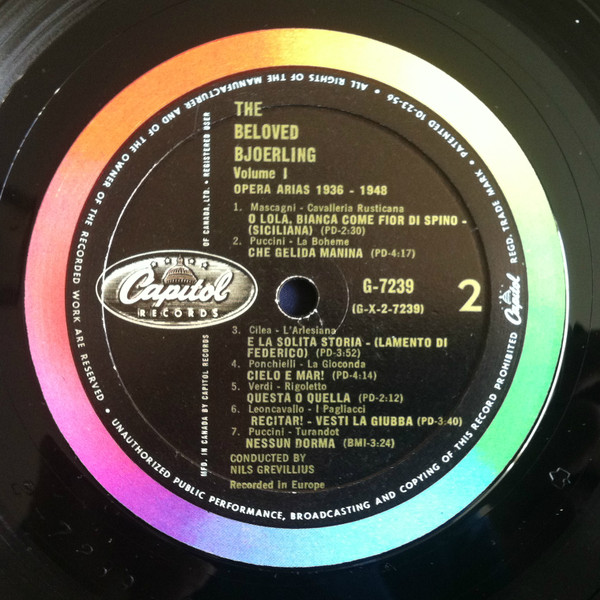 THE
BELOVED
BJOERLING
Volume I
OPERA ARIAS 1936 - 1948
1. Mascagni - Cavalleria Rusticana
O LOLA, BIANCA COME FIOR DI SPINO -
(SICILIANA) (PD-2:30)
2. Puccini - La Boheme
CHE GELIDA MANINA (PD-4:17)
Capitol
RECORDS
G-7239
(G-X-2-7239)
2
3. Cilea - L'Arlesiana
E LA SOLITA STORIA - (LAMENTO DI
FEDERICO) (PD-3:52)
4. Ponchielli - La Gioconda
CIELO E MAR! (PD-4:14)
5. Verdi - Rigoletto
QUESTA O QUELLA (PD-2:12)
6. Leoncavallo - I Pagliacci
RECITAR! - VESTI LA GIUBBA (PD-3:40)
7. Puccini - Turandot
NESSUN DORMA (BMI-3:24)
CONDUCTED BY
NILS GREVILLIUS
Recorded in Europe
MFD. IN CANADA BY CAPITOL RECORDS OF CANADA, LTD. • REGISTERED USER
• UNAUTHORIZED PUBLIC PERFORMANCE, BROADCASTING AND COPYING OF THIS RECORD PROHIBITED
Capitol REGD. TRADE MARK • PATENTED 10-23-56 •
ALL RIGHTS OF THE MANUFACTURER AND OF THE OWNER OF THE RECORDED WORK ARE RESERVED